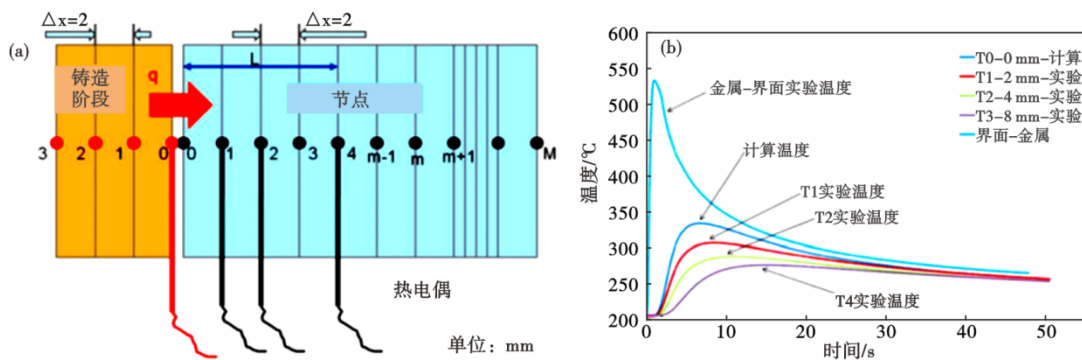 △x=2
△x=2
(a)
铸造
阶段
q
L
节点
3
2
1
0
0
1
2
3
4
m-1
m
m+1
M
热电偶
单位：mm
(b)
600
550
500
450
400
350
300
250
200
温度/℃
0
10
20
30
40
50
时间/s
T0-0 mm-计算
T1-2 mm-实验
T2-4 mm-实验
T3-8 mm-实验
界面-金属
金属-界面实验温度
计算温度
T1实验温度
T2实验温度
T4实验温度